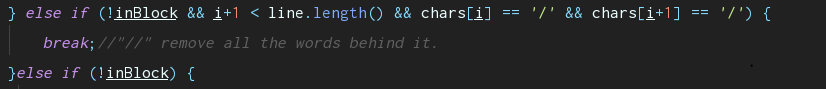 } else if (!inBlock && i+1 < line.length() && chars[i] == '/' && chars[i+1] == '/') {
break;//"//" remove all the words behind it.
}else if (!inBlock) {